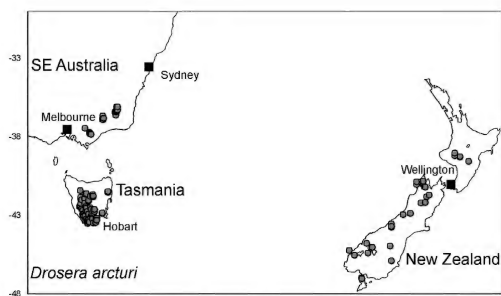 -33
SE Australia
Sydney
Melbourne
-38
Wellington
Tasmania
-43
Hobart
New Zealand
Drosera arcturi
-48